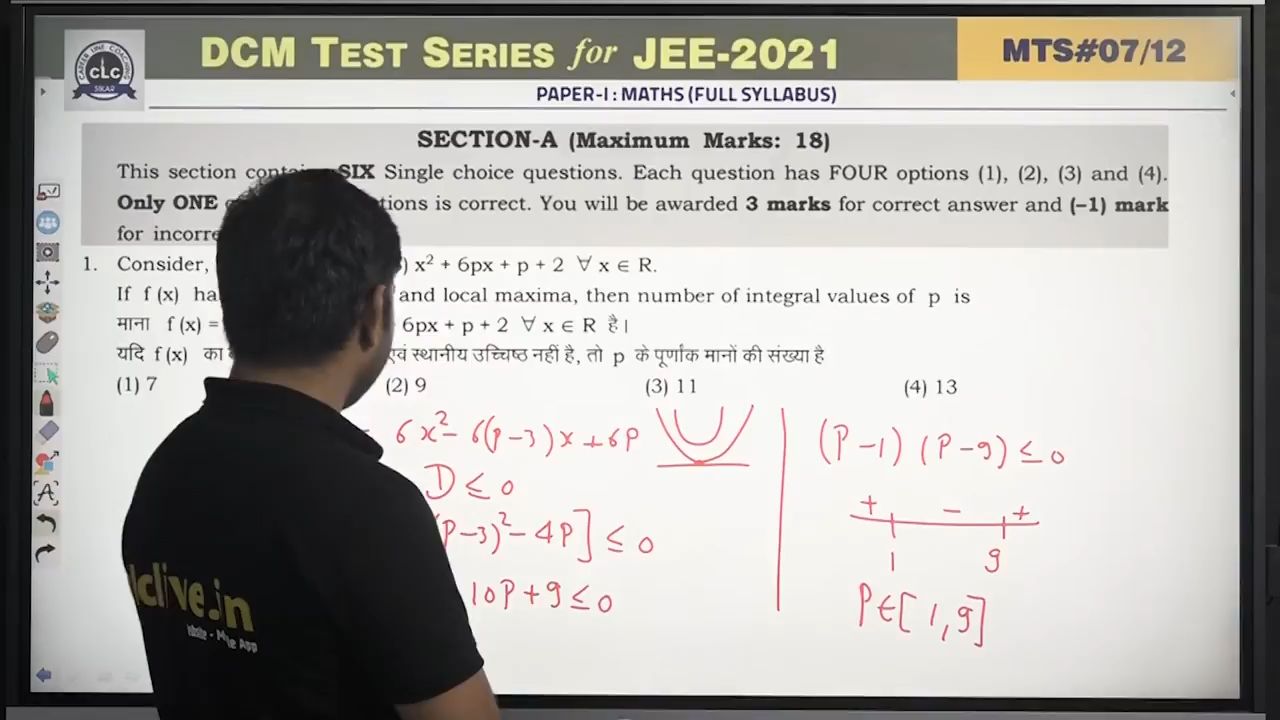 DCM TEST SERIES for JEE-2021
MTS#07/12
CLC
SIKAR
PAPER-I : MATHS (FULL SYLLABUS)
SECTION-A (Maximum Marks: 18)
This section SIX Single choice questions. Each question has FOUR options (1), (2), (3) and (4).
Only ONE is correct. You will be awarded 3 marks for correct answer and (–1) mark
for
1. Consider, ) x² + 6px + p + 2 ∀ x ∈ R.
If f (x) and local maxima, then number of integral values of p is
माना f (x) = 6px + p + 2 ∀ x ∈ R है।
यदि f (x) का एवं स्थानीय उच्चिष्ठ नहीं है, तो p के पूर्णांक मानों की संख्या है
(1) 7 (2) 9 (3) 11 (4) 13
6x² - 6(P-3)x + 6P
D ≤ 0
P-3)² - 4P] ≤ 0
10P + 9 ≤ 0
(P-1) (P-9) ≤ 0
+ - +
1 9
P ∈ [1, 9]
clclive.in